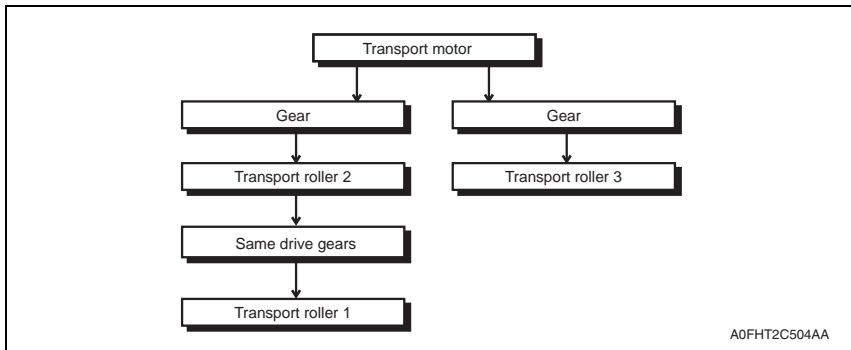 Transport motor
Gear
Gear
Transport roller 2
Transport roller 3
Same drive gears
Transport roller 1
A0FHT2C504AA